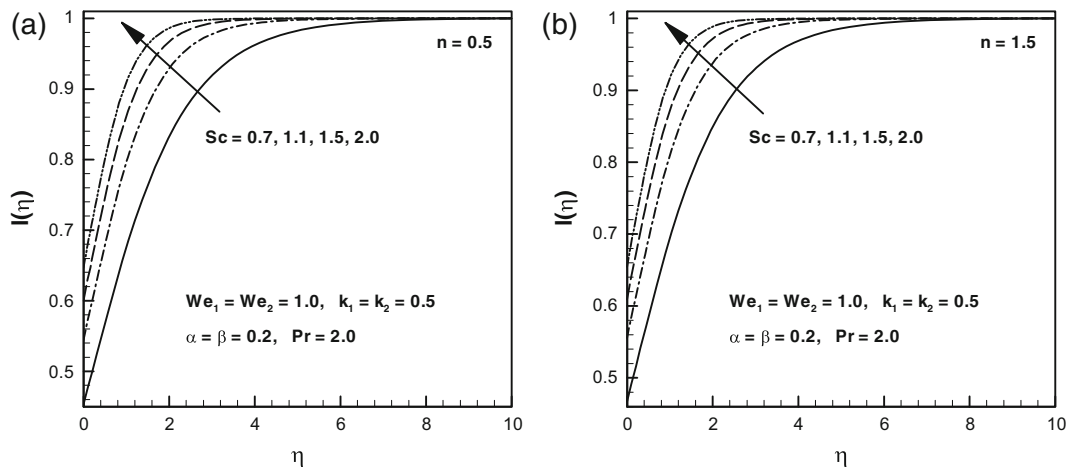 (a)
n = 0.5
Sc = 0.7, 1.1, 1.5, 2.0
We₁ = We₂ = 1.0, k₁ = k₂ = 0.5
α = β = 0.2, Pr = 2.0
l(η)
1
0.9
0.8
0.7
0.6
0.5
0 2 4 6 8 10
η
(b)
n = 1.5
Sc = 0.7, 1.1, 1.5, 2.0
We₁ = We₂ = 1.0, k₁ = k₂ = 0.5
α = β = 0.2, Pr = 2.0
l(η)
1
0.9
0.8
0.7
0.6
0.5
0 2 4 6 8 10
η